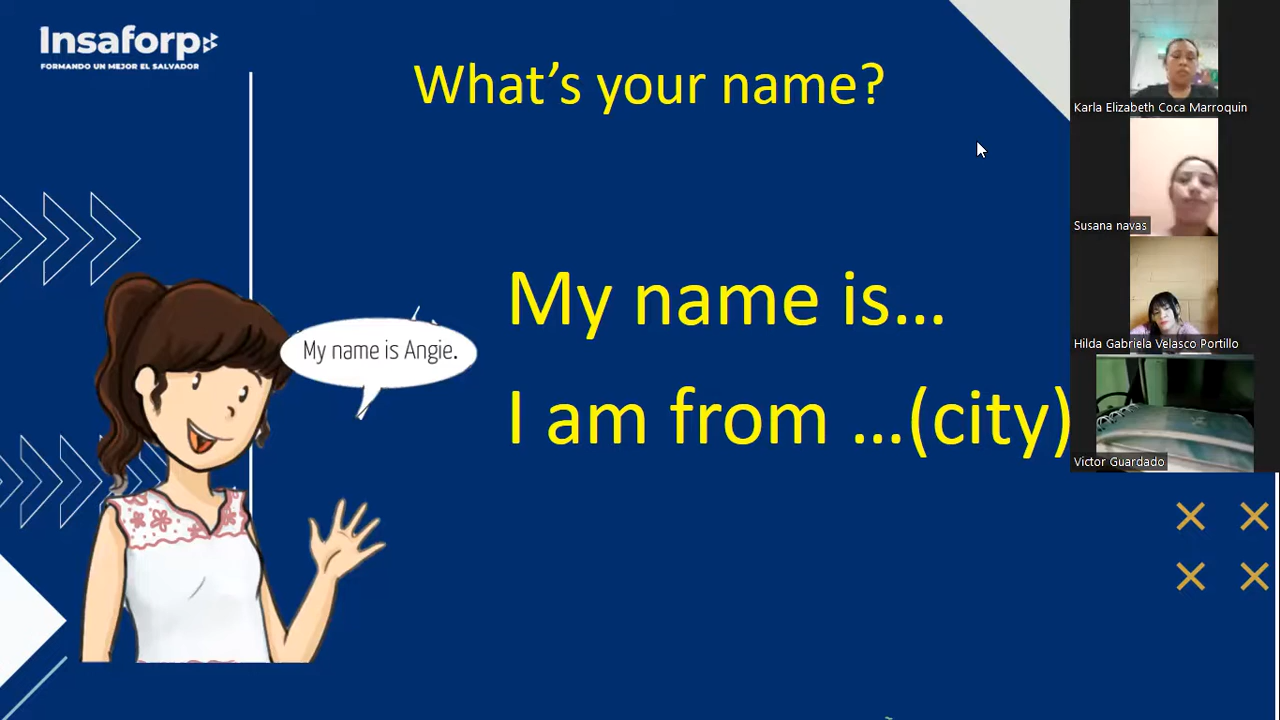 Insaforp
FORMANDO UN MEJOR EL SALVADOR
What's your name?
My name is...
I am from ...(city)
My name is Angie.
Karla Elizabeth Coca Marroquin
Susana navas
Hilda Gabriela Velasco Portillo
Victor Guardado